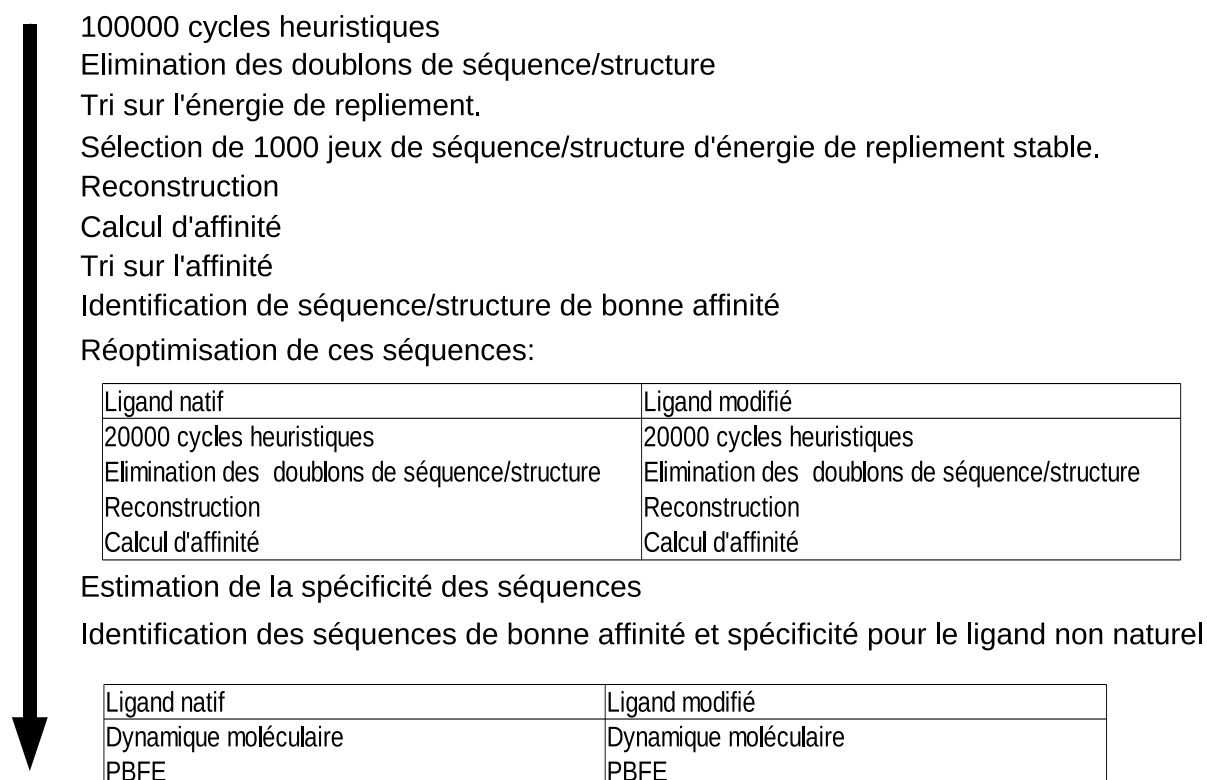 100000 cycles heuristiques
Elimination des doublons de séquence/structure
Tri sur l'énergie de repliement.
Sélection de 1000 jeux de séquence/structure d'énergie de repliement stable.
Reconstruction
Calcul d'affinité
Tri sur l'affinité
Identification de séquence/structure de bonne affinité
Réoptimisation de ces séquences:
Ligand natif Ligand modifié
20000 cycles heuristiques 20000 cycles heuristiques
Elimination des doublons de séquence/structure Elimination des doublons de séquence/structure
Reconstruction Reconstruction
Calcul d'affinité Calcul d'affinité
Estimation de la spécificité des séquences
Identification des séquences de bonne affinité et spécificité pour le ligand non naturel
Ligand natif Ligand modifié
Dynamique moléculaire Dynamique moléculaire
PBFE PBFE